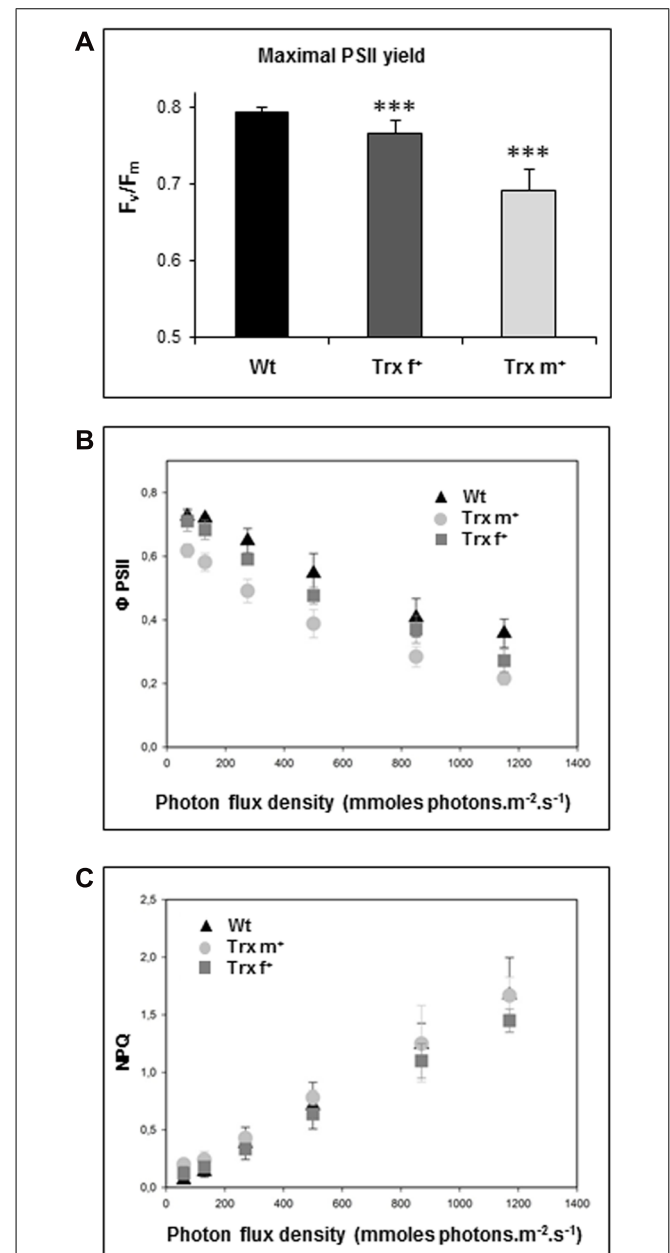 A
Maximal PSII yield
0.8
0.7
0.6
0.5
Fv/Fm
***
***
Wt
Trx f⁺
Trx m⁺
B
0,8
0,6
0,4
0,2
0,0
Φ PSII
Wt
Trx m⁺
Trx f⁺
0 200 400 600 800 1000 1200 1400
Photon flux density (mmoles photons.m⁻².s⁻¹)
C
2,5
2,0
1,5
1,0
0,5
0,0
NPQ
Wt
Trx m⁺
Trx f⁺
0 200 400 600 800 1000 1200 1400
Photon flux density (mmoles photons.m⁻².s⁻¹)